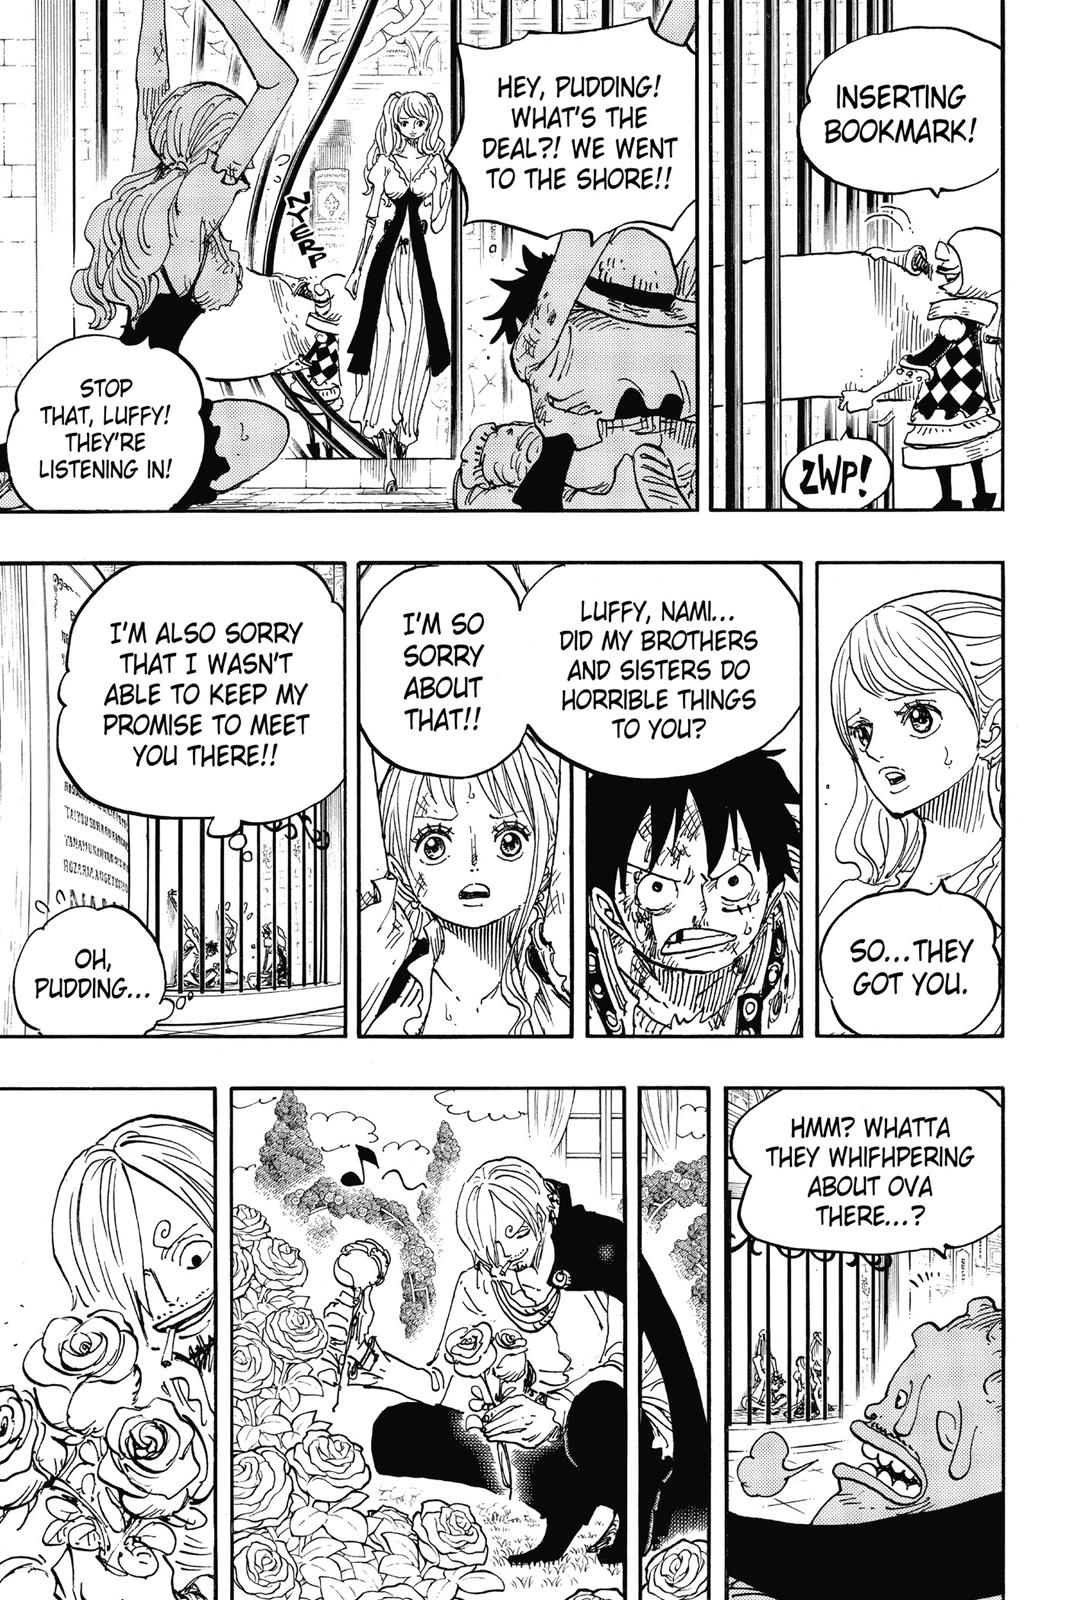 INSERTING
BOOKMARK!
ZWP!
HEY, PUDDING!
WHAT'S THE
DEAL?! WE WENT
TO THE SHORE!!
NYERP
STOP
THAT, LUFFY!
THEY'RE
LISTENING IN!
SO...THEY
GOT YOU.
LUFFY, NAMI...
DID MY BROTHERS
AND SISTERS DO
HORRIBLE THINGS
TO YOU?
I'M SO
SORRY
ABOUT
THAT!!
I'M ALSO SORRY
THAT I WASN'T
ABLE TO KEEP MY
PROMISE TO MEET
YOU THERE!!
OH,
PUDDING...
HMM? WHATTA
THEY WHIFHPERING
ABOUT OVA
THERE...?